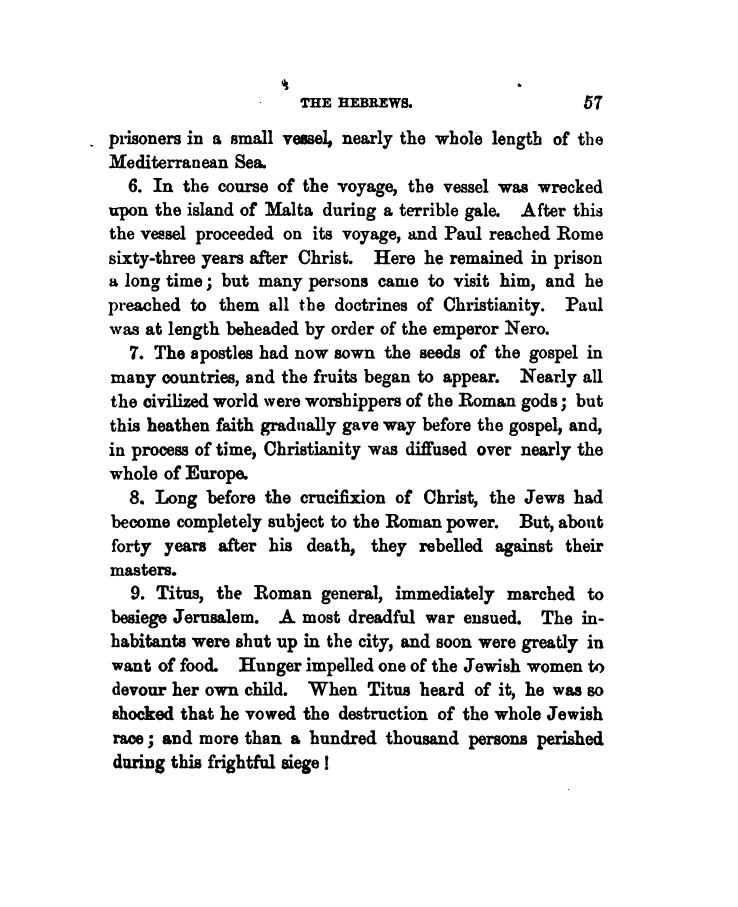 THE HEBREWS. 57
prisoners in a small vessel, nearly the whole length of the
Mediterranean Sea.
6. In the course of the voyage, the vessel was wrecked
upon the island of Malta during a terrible gale. After this
the vessel proceeded on its voyage, and Paul reached Rome
sixty-three years after Christ. Here he remained in prison
a long time; but many persons came to visit him, and he
preached to them all the doctrines of Christianity. Paul
was at length beheaded by order of the emperor Nero.
7. The apostles had now sown the seeds of the gospel in
many countries, and the fruits began to appear. Nearly all
the civilized world were worshippers of the Roman gods; but
this heathen faith gradually gave way before the gospel, and,
in process of time, Christianity was diffused over nearly the
whole of Europe.
8. Long before the crucifixion of Christ, the Jews had
become completely subject to the Roman power. But, about
forty years after his death, they rebelled against their
masters.
9. Titus, the Roman general, immediately marched to
besiege Jerusalem. A most dreadful war ensued. The in-
habitants were shut up in the city, and soon were greatly in
want of food. Hunger impelled one of the Jewish women to
devour her own child. When Titus heard of it, he was so
shocked that he vowed the destruction of the whole Jewish
race; and more than a hundred thousand persons perished
during this frightful siege!